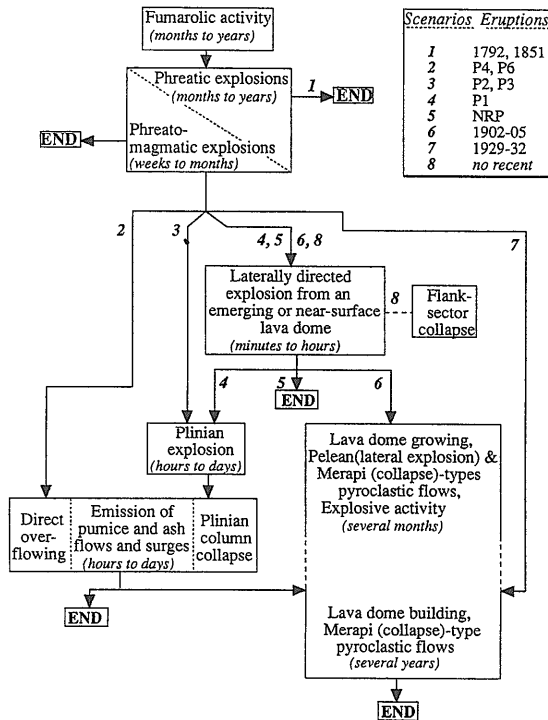 Fumarolic activity
(months to years)
Phreatic explosions
(months to years)
Phreato-
magmatic explosions
(weeks to months)
1
END
END
Scenarios Eruptions
1 1792, 1851
2 P4, P6
3 P2, P3
4 P1
5 NRP
6 1902-05
7 1929-32
8 no recent
2
3
4, 5
6, 8
7
Laterally directed
explosion from an
emerging or near-surface
lava dome
(minutes to hours)
8
Flank-
sector
collapse
4
5
6
END
Plinian
explosion
(hours to days)
Direct
over-
flowing
Emission of
pumice and ash
flows and surges
(hours to days)
Plinian
column
collapse
END
Lava dome growing,
Pelean(lateral explosion) &
Merapi (collapse)-types
pyroclastic flows,
Explosive activity
(several months)
Lava dome building,
Merapi (collapse)-type
pyroclastic flows
(several years)
END